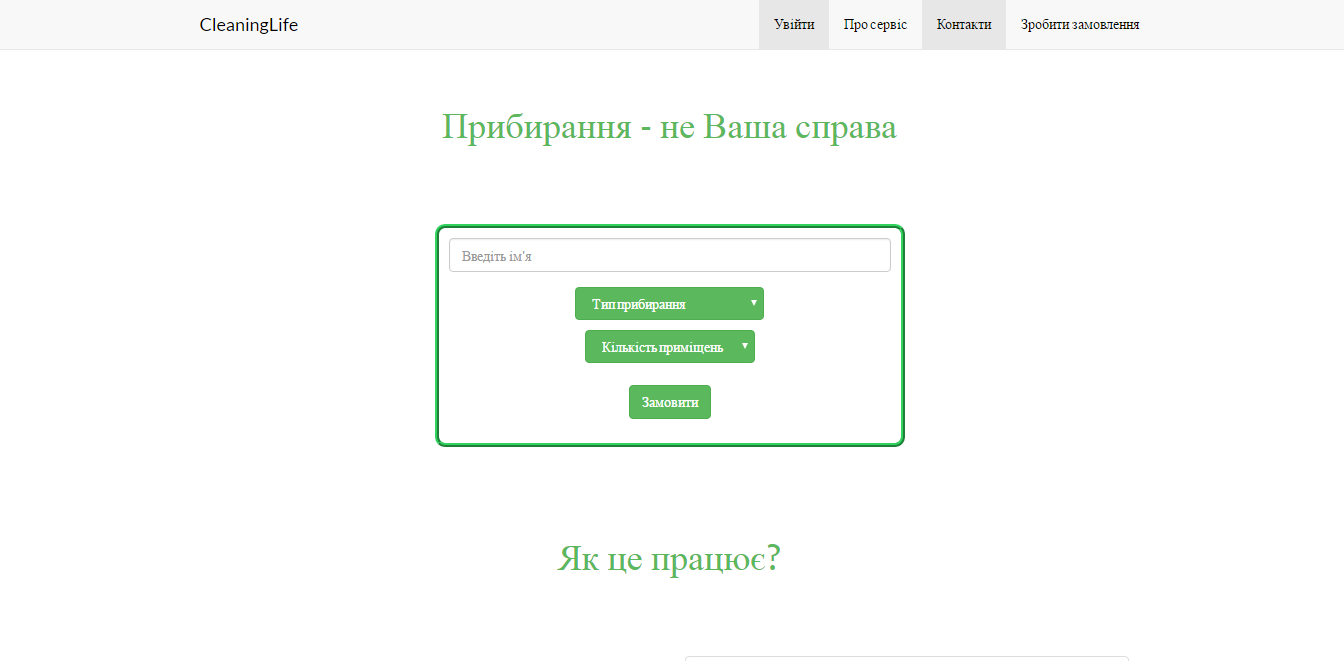 CleaningLife Увійти Про сервіс Контакти Зробити замовлення
Прибирання - не Ваша справа
Введіть ім'я
Тип прибирання
Кількість приміщень
Замовити
Як це працює?